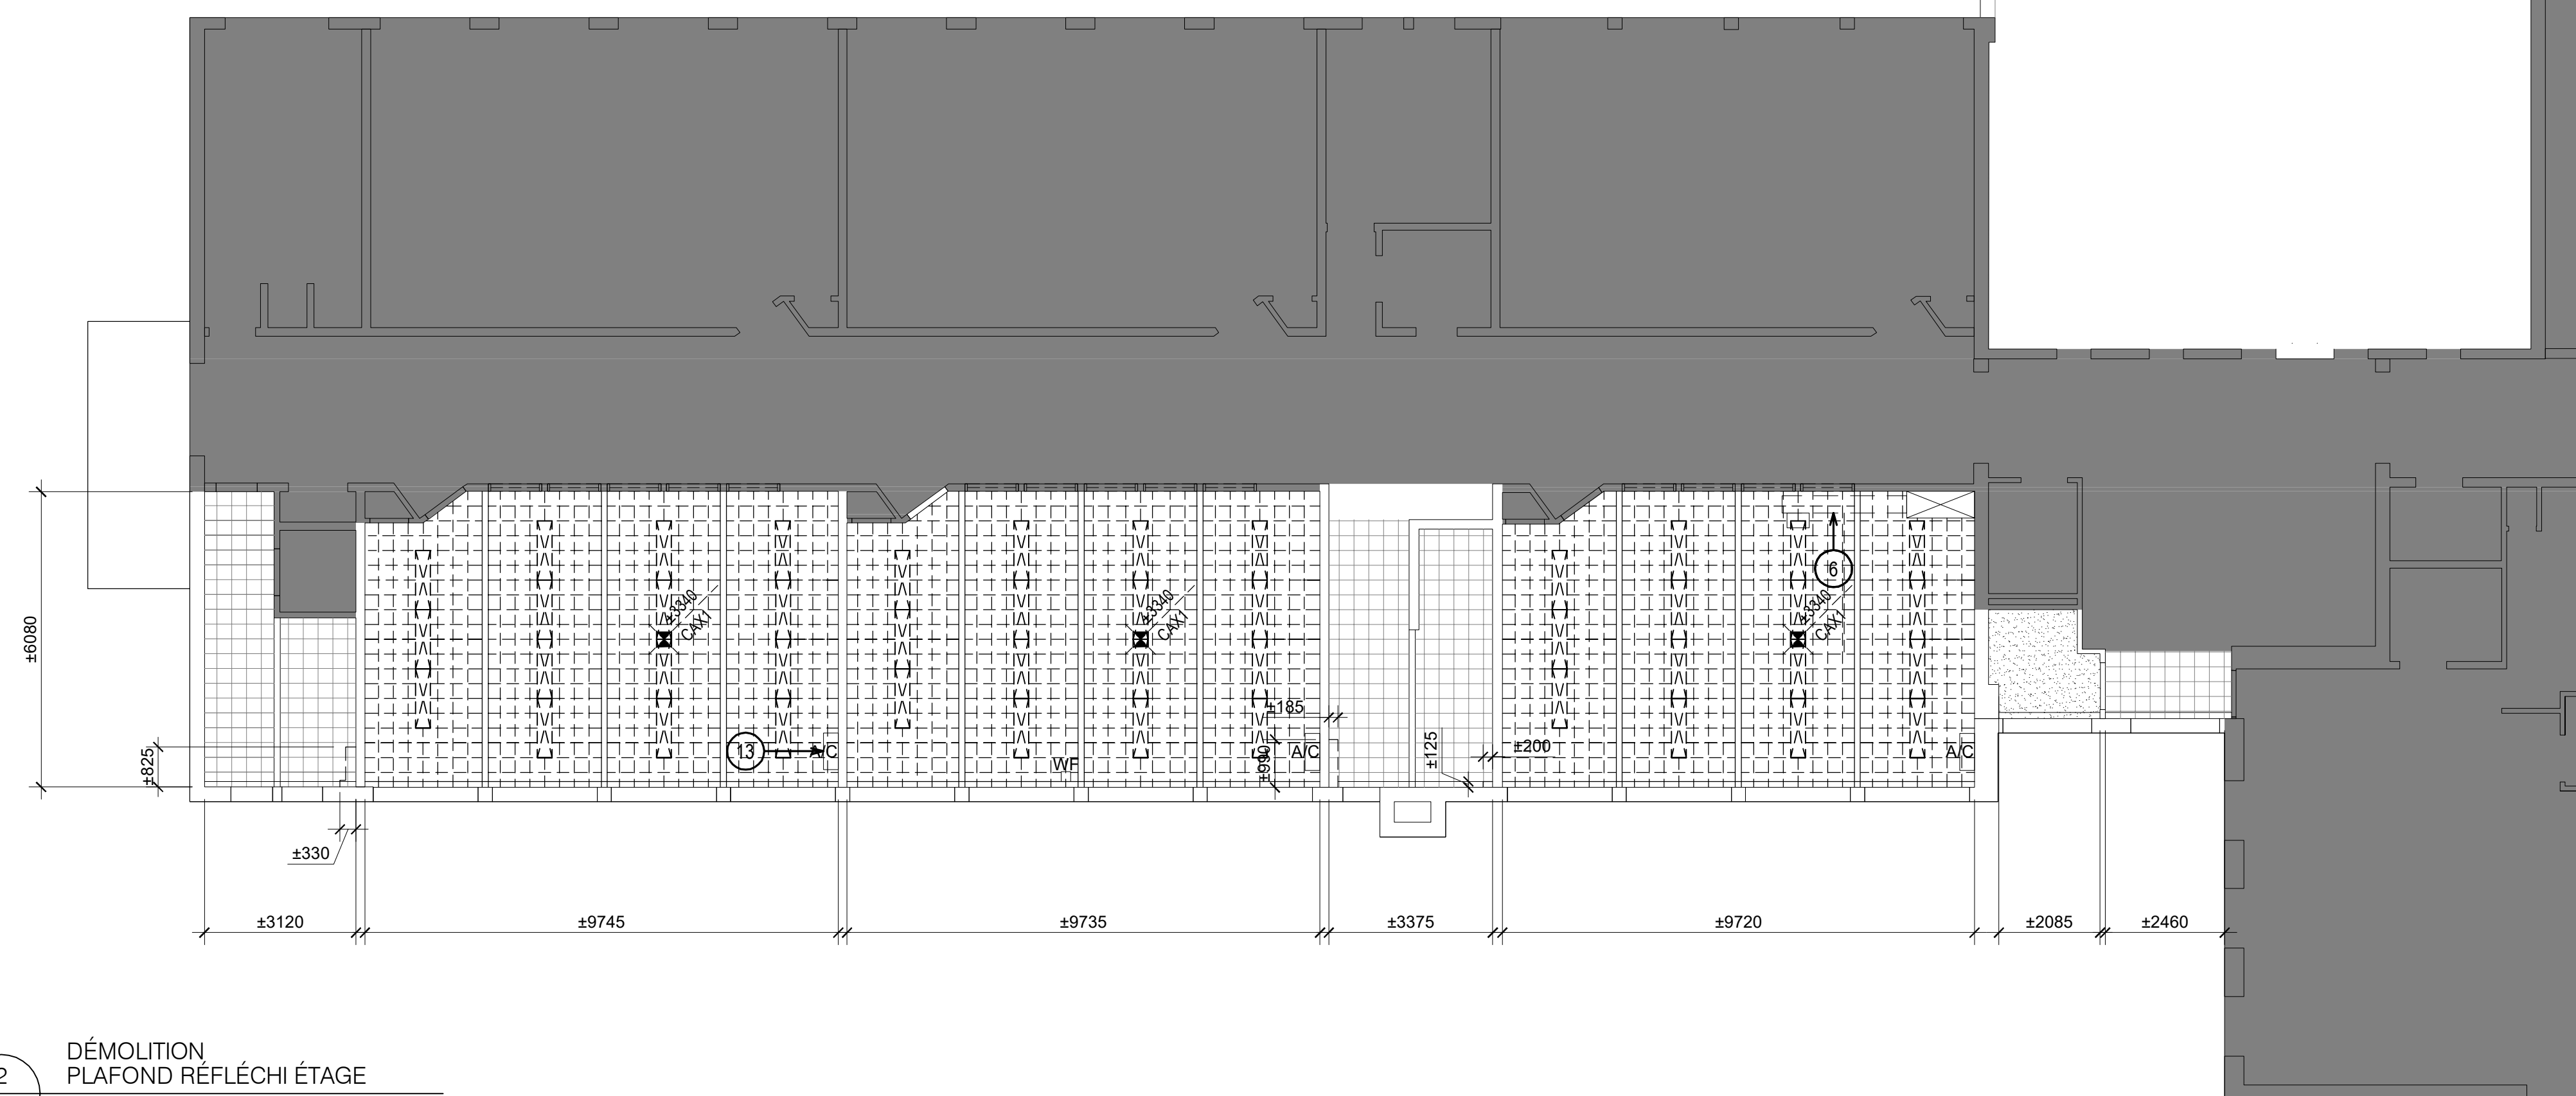 ±3340
CAX1
±3340
CAX1
6
±3340
CAX1
±6080
±825
13
A/C
WF
±185
±990
A/C
±125
±200
A/C
±330
±3120
±9745
±9735
±3375
±9720
±2085
±2460
2
DÉMOLITION
PLAFOND RÉFLÉCHI ÉTAGE